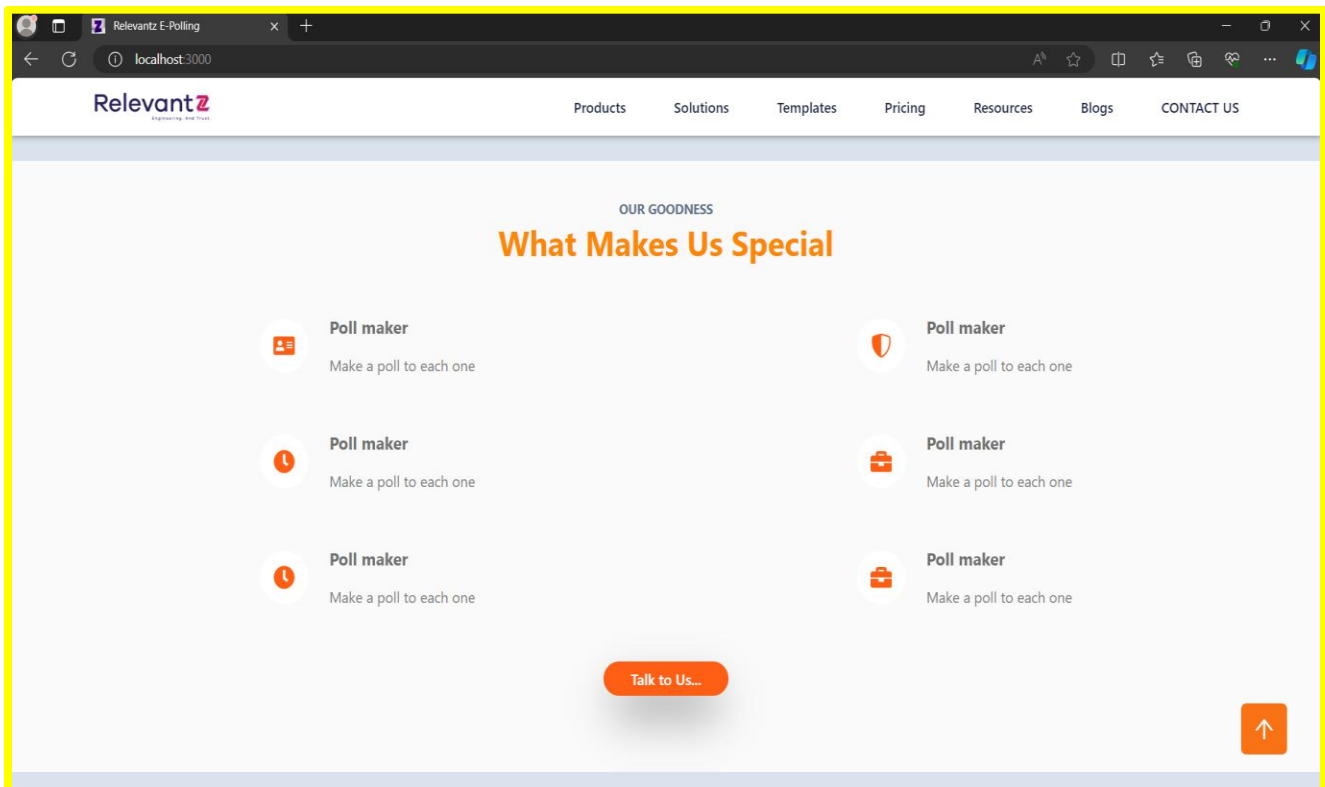 Relevantz E-Polling
localhost:3000
Relevantz
Engineering. And Trust.
Products Solutions Templates Pricing Resources Blogs CONTACT US
OUR GOODNESS
What Makes Us Special
Poll maker Poll maker
Make a poll to each one Make a poll to each one
Poll maker Poll maker
Make a poll to each one Make a poll to each one
Poll maker Poll maker
Make a poll to each one Make a poll to each one
Talk to Us...